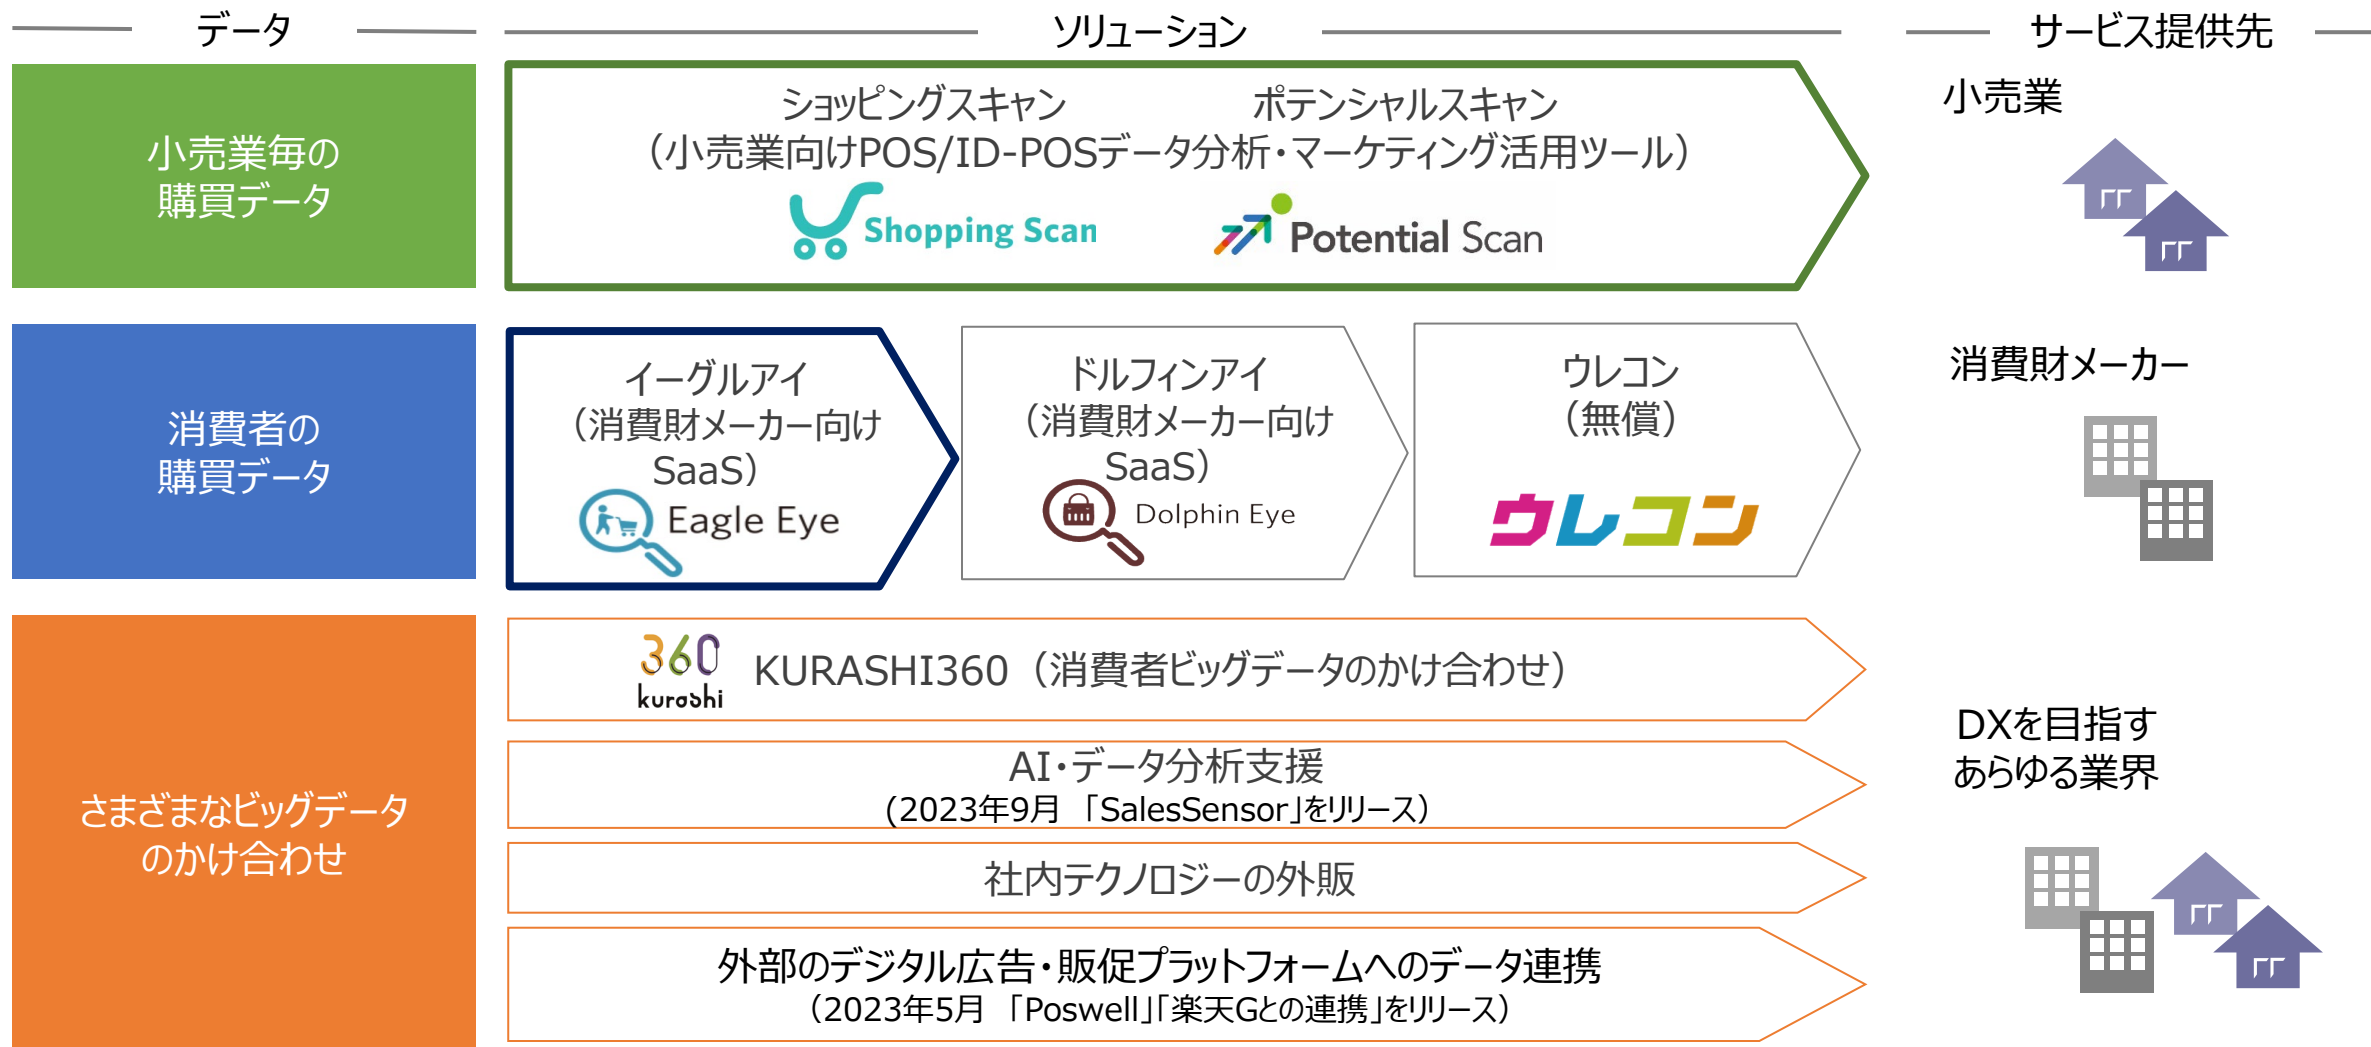 データ
ソリューション
サービス提供先
小売業毎の
購買データ
ショッピングスキャン
ポテンシャルスキャン
（小売業向けPOS/ID-POSデータ分析・マーケティング活用ツール）
Shopping Scan
Potential Scan
小売業
消費者の
購買データ
イーグルアイ
（消費財メーカー向け
SaaS）
Eagle Eye
ドルフィンアイ
（消費財メーカー向け
SaaS）
Dolphin Eye
ウレコン
（無償）
ウレコン
消費財メーカー
さまざまなビッグデータ
のかけ合わせ
360
kurashi
KURASHI360（消費者ビッグデータのかけ合わせ）
AI・データ分析支援
(2023年9月 「SalesSensor」をリリース）
社内テクノロジーの外販
外部のデジタル広告・販促プラットフォームへのデータ連携
（2023年5月 「Poswell」「楽天Gとの連携」をリリース）
DXを目指す
あらゆる業界